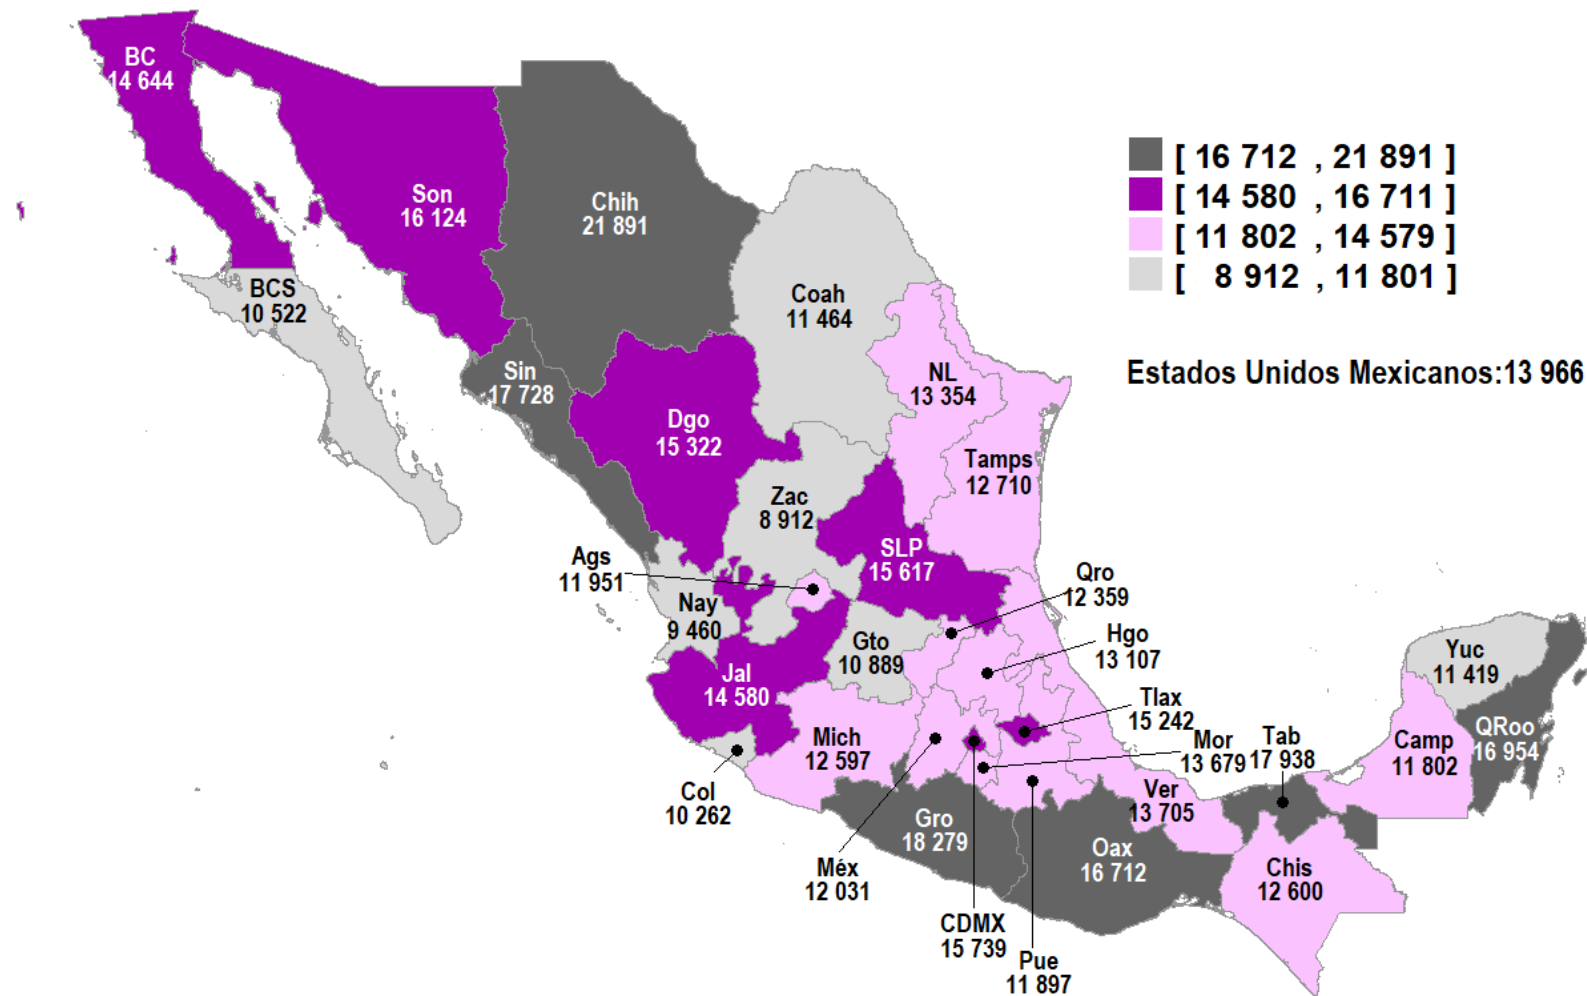 BC
14 644
Son
16 124
Chih
21 891
[ 16 712 , 21 891 ]
[ 14 580 , 16 711 ]
[ 11 802 , 14 579 ]
[ 8 912 , 11 801 ]
Estados Unidos Mexicanos:13 966
BCS
10 522
Coah
11 464
Sin
17 728
NL
13 354
Dgo
15 322
Tamps
12 710
Zac
8 912
Ags
11 951
SLP
15 617
Qro
12 359
Nay
9 460
Gto
10 889
Hgo
13 107
Yuc
11 419
Jal
14 580
Tlax
15 242
Mich
12 597
Mor
13 679
Tab
17 938
Camp
11 802
QRoo
16 954
Col
10 262
Ver
13 705
Gro
18 279
Oax
16 712
Méx
12 031
Chis
12 600
CDMX
15 739
Pue
11 897